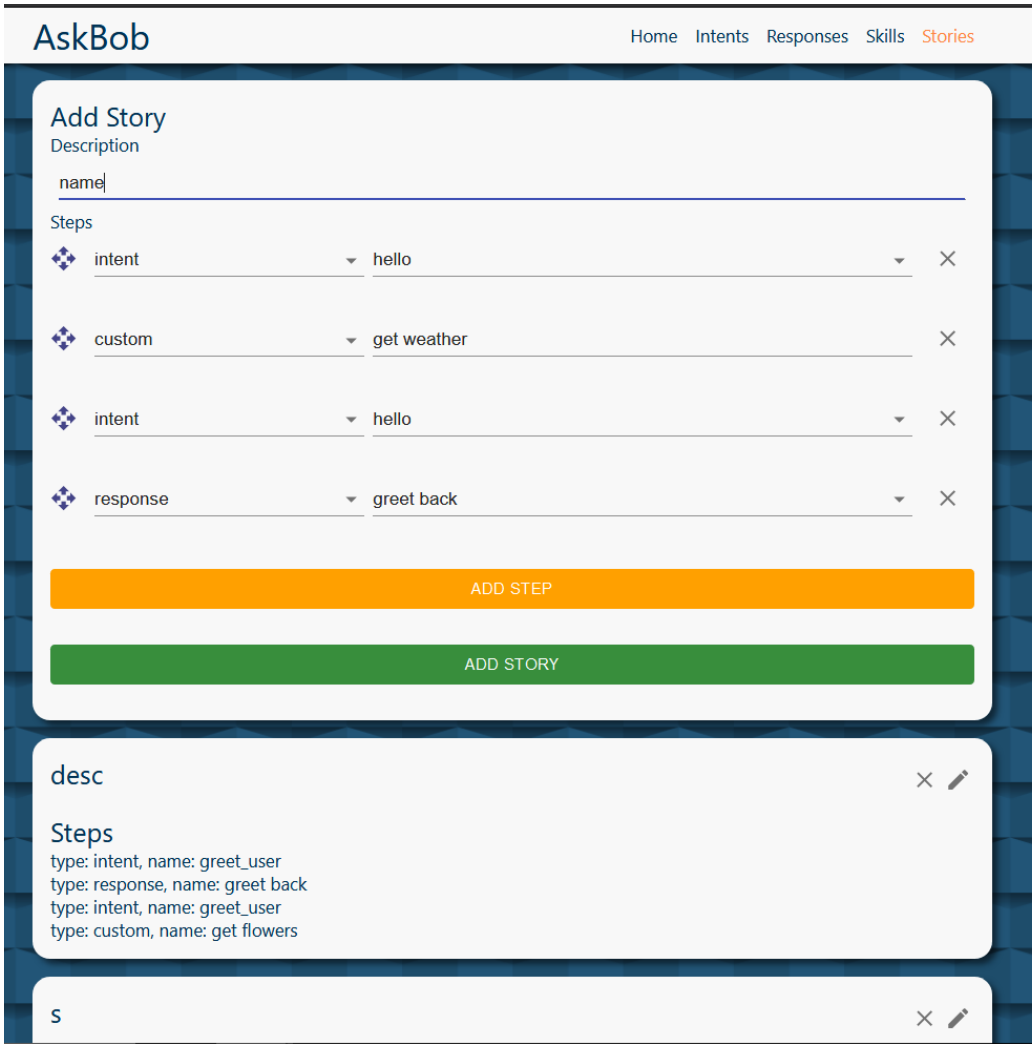 AskBob
Home Intents Responses Skills Stories
Add Story
Description
name
Steps
intent hello
custom get weather
intent hello
response greet back
ADD STEP
ADD STORY
desc
Steps
type: intent, name: greet_user
type: response, name: greet back
type: intent, name: greet_user
type: custom, name: get flowers
s